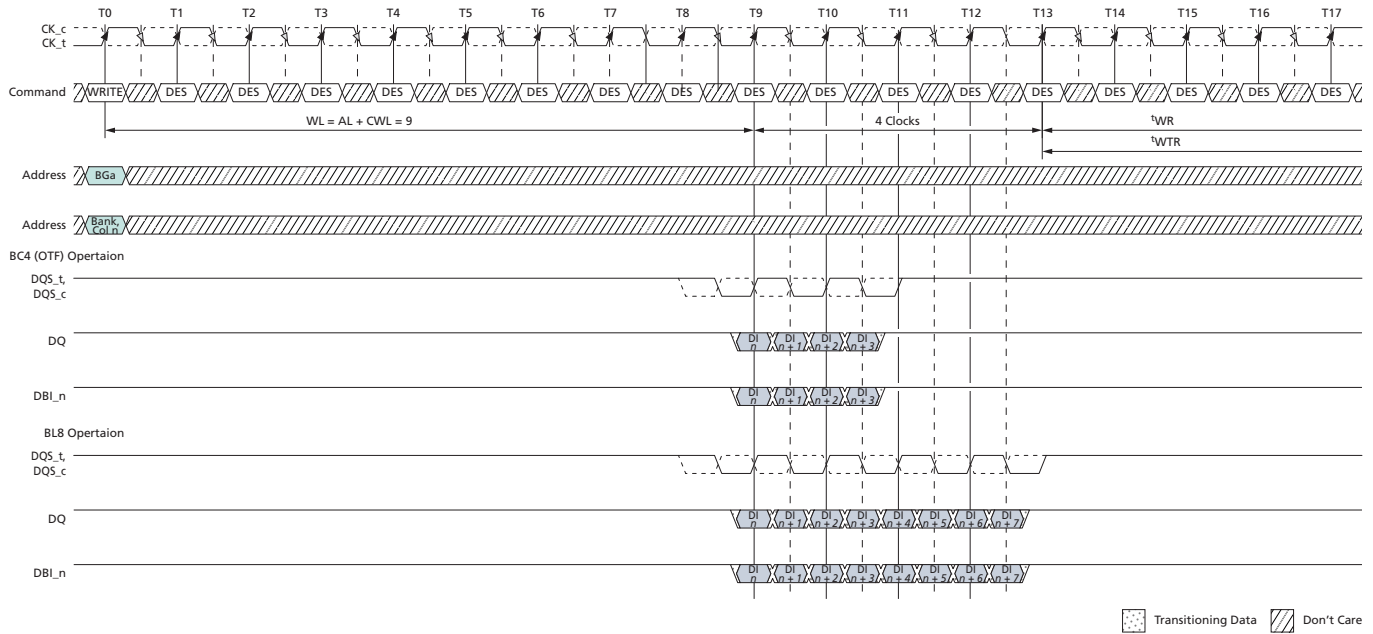 T0 T1 T2 T3 T4 T5 T6 T7 T8 T9 T10 T11 T12 T13 T14 T15 T16 T17
CK_c
CK_t
Command WRITE DES DES DES DES DES DES DES DES DES DES DES DES DES DES DES DES DES
WL = AL + CWL = 9 4 Clocks tWR
tWTR
Address BGa
Address Bank, Col n
BC4 (OTF) Opertaion
DQS_t,
DQS_c
DQ DI n DI n + 1 DI n + 2 DI n + 3
DBI_n DI n DI n + 1 DI n + 2 DI n + 3
BL8 Opertaion
DQS_t,
DQS_c
DQ DI n DI n + 1 DI n + 2 DI n + 3 DI n + 4 DI n + 5 DI n + 6 DI n + 7
DBI_n DI n DI n + 1 DI n + 2 DI n + 3 DI n + 4 DI n + 5 DI n + 6 DI n + 7
Transitioning Data Don't Care